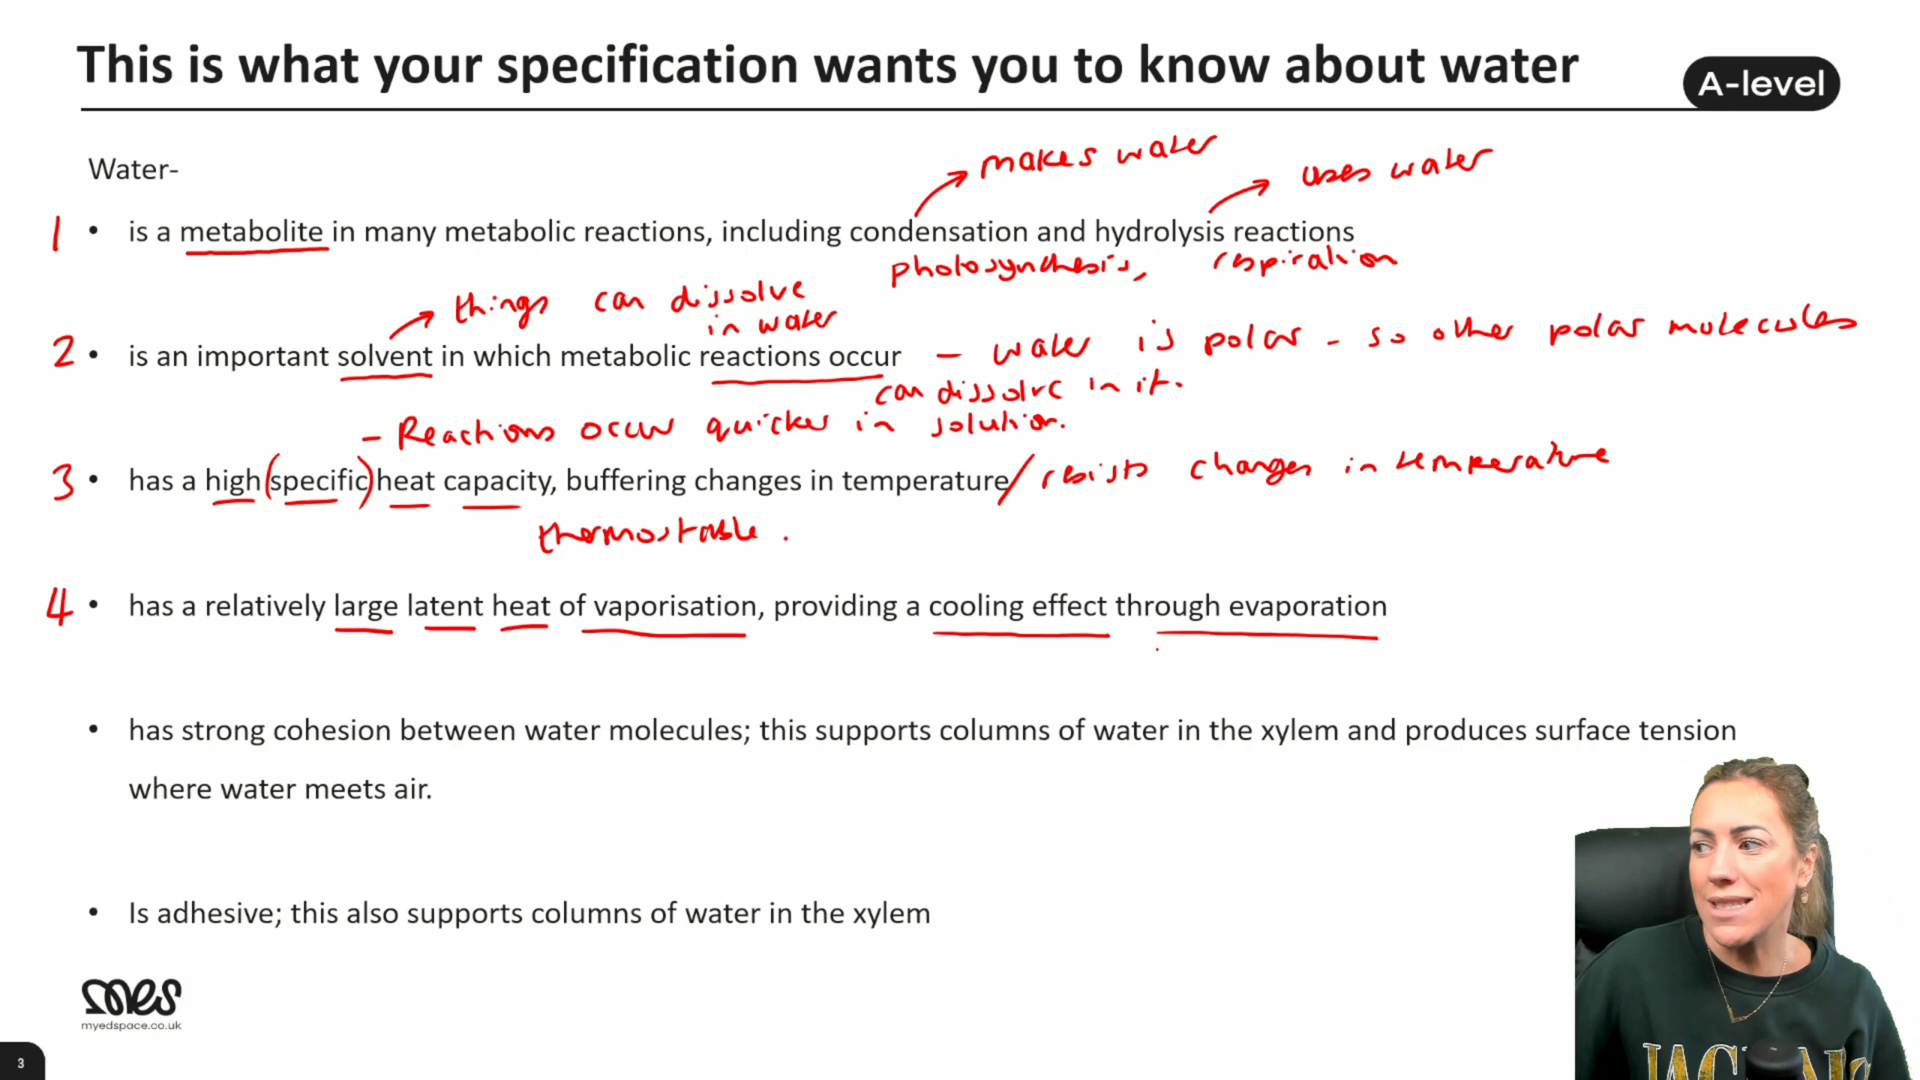 This is what your specification wants you to know about water
A-level
Water-
makes water
uses water
1 • is a metabolite in many metabolic reactions, including condensation and hydrolysis reactions
photosynthesis, respiration
things can dissolve
in water
2 • is an important solvent in which metabolic reactions occur - water is polar - so other polar molecules
can dissolve in it.
- Reactions occur quicker in solution.
3 • has a high (specific) heat capacity, buffering changes in temperature / resists changes in temperature
thermostable.
4 • has a relatively large latent heat of vaporisation, providing a cooling effect through evaporation
• has strong cohesion between water molecules; this supports columns of water in the xylem and produces surface tension
where water meets air.
• Is adhesive; this also supports columns of water in the xylem
mes
myedspace.co.uk
3